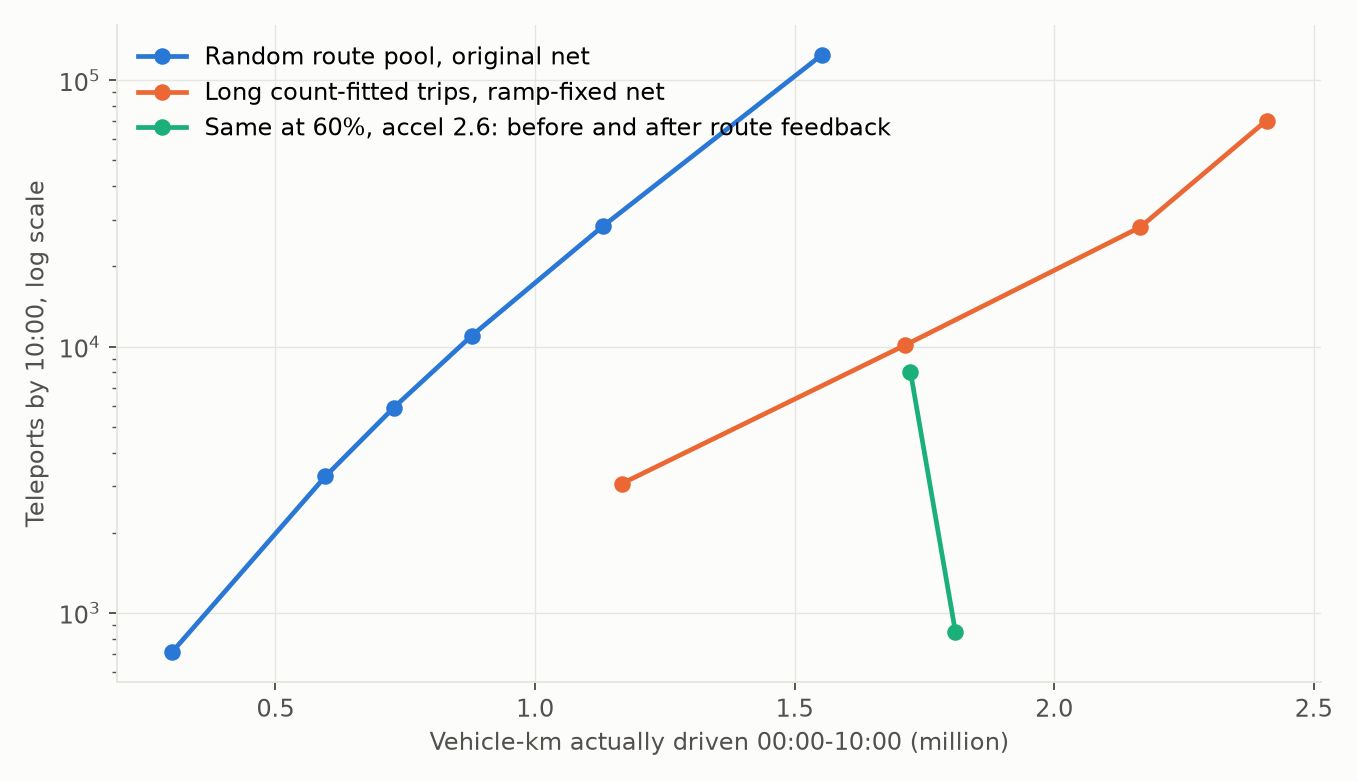 Random route pool, original net
Long count-fitted trips, ramp-fixed net
Same at 60%, accel 2.6: before and after route feedback
Teleports by 10:00, log scale
10⁵
10⁴
10³
0.5 1.0 1.5 2.0 2.5
Vehicle-km actually driven 00:00-10:00 (million)